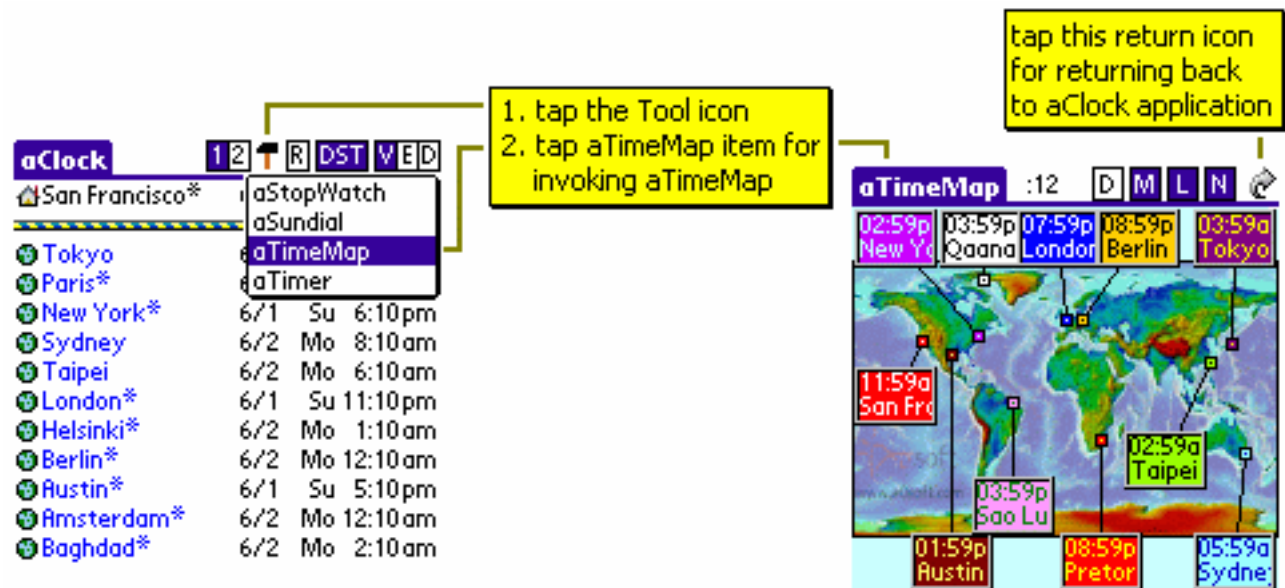 tap this return icon
for returning back
to aClock application
1. tap the Tool icon
2. tap aTimeMap item for
invoking aTimeMap
aClock 1 2 R DST V E D
San Francisco*
aStopWatch
aSundial
aTimeMap
aTimer
Tokyo
Paris*
New York* 6/1 Su 6:10pm
Sydney 6/2 Mo 8:10am
Taipei 6/2 Mo 6:10am
London* 6/1 Su 11:10pm
Helsinki* 6/2 Mo 1:10am
Berlin* 6/2 Mo 12:10am
Austin* 6/1 Su 5:10pm
Amsterdam* 6/2 Mo 12:10am
Baghdad* 6/2 Mo 2:10am
aTimeMap :12 D M L N
02:59p 03:59p 07:59p 08:59p 03:59a
New Yo Qaana London Berlin Tokyo
11:59a
San Fra
02:59a
Taipei
03:59p
Sao Lu
01:59p 08:59p 05:59a
Austin Pretor Sydney